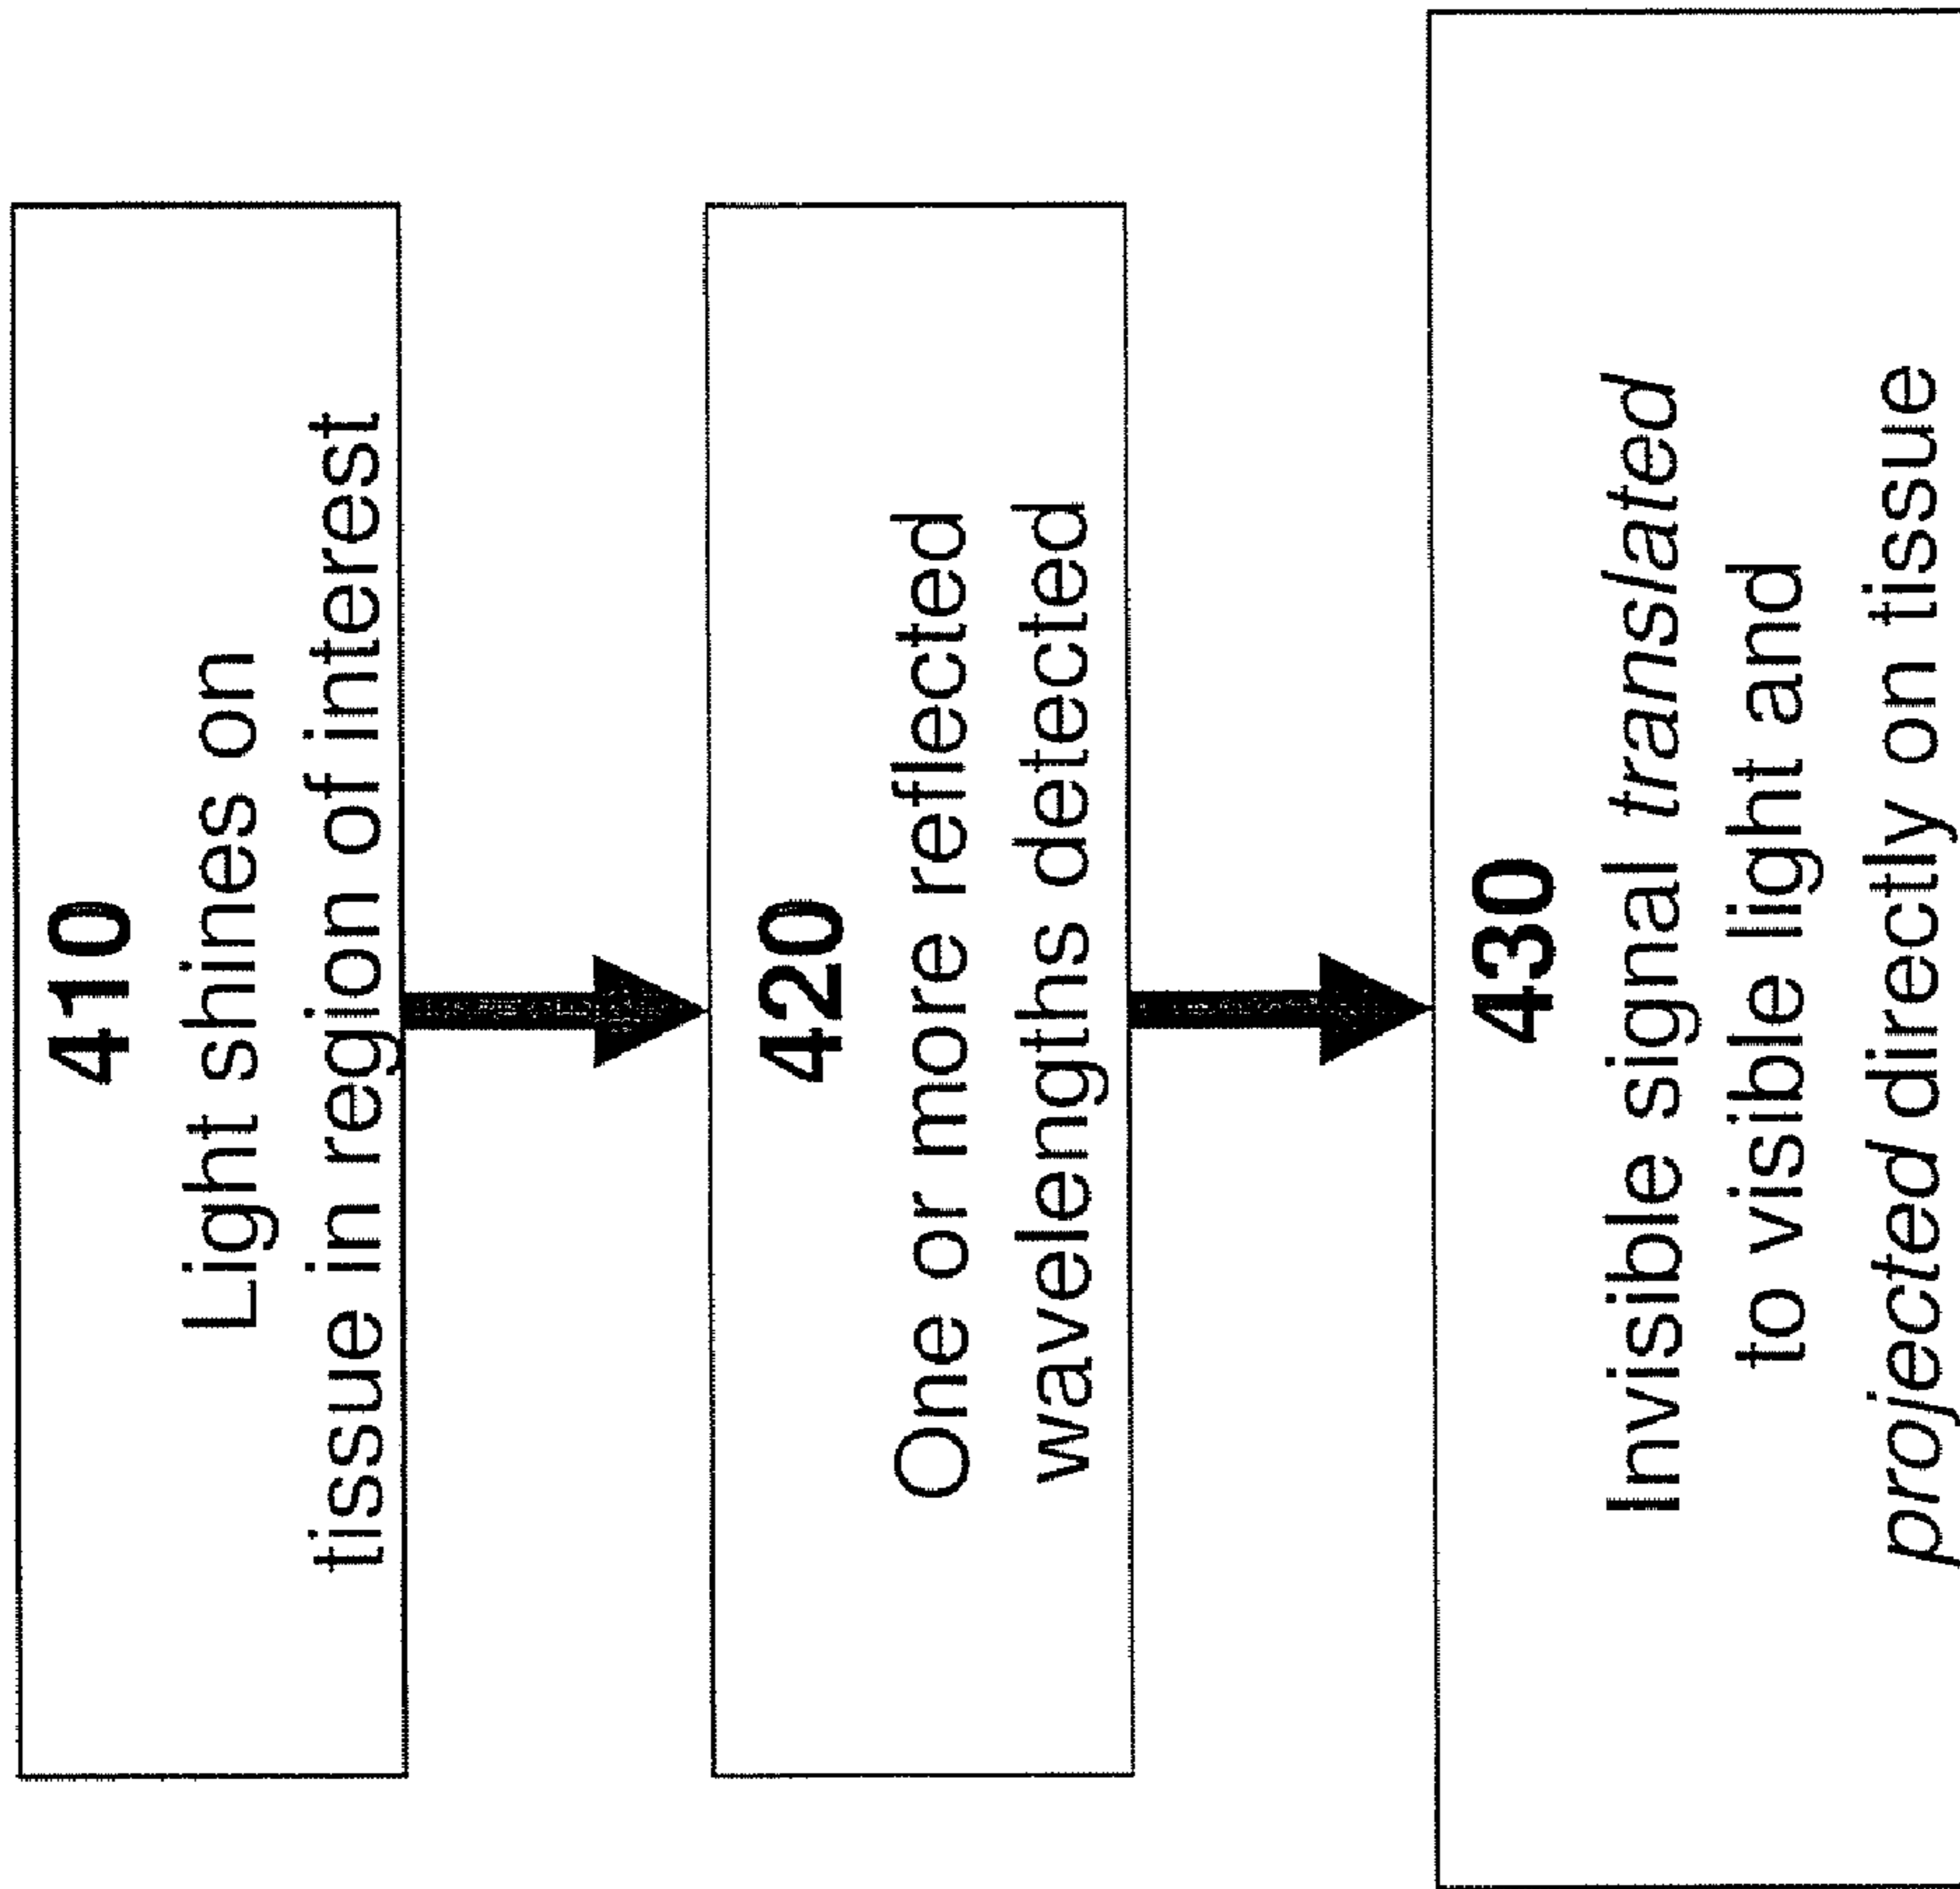 410
Light shines on
tissue in region of interest
420
One or more reflected
wavelengths detected
430
Invisible signal translated
to visible light and
projected directly on tissue